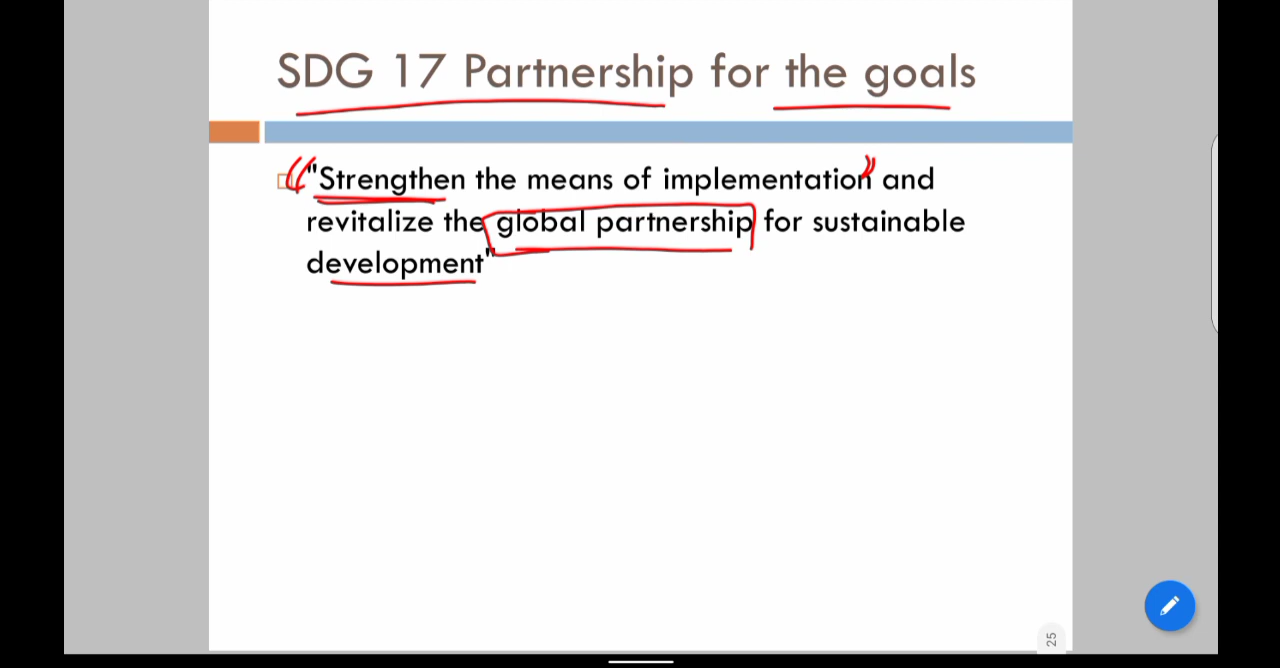 SDG 17 Partnership for the goals
"Strengthen the means of implementation" and
revitalize the global partnership for sustainable
development"
25